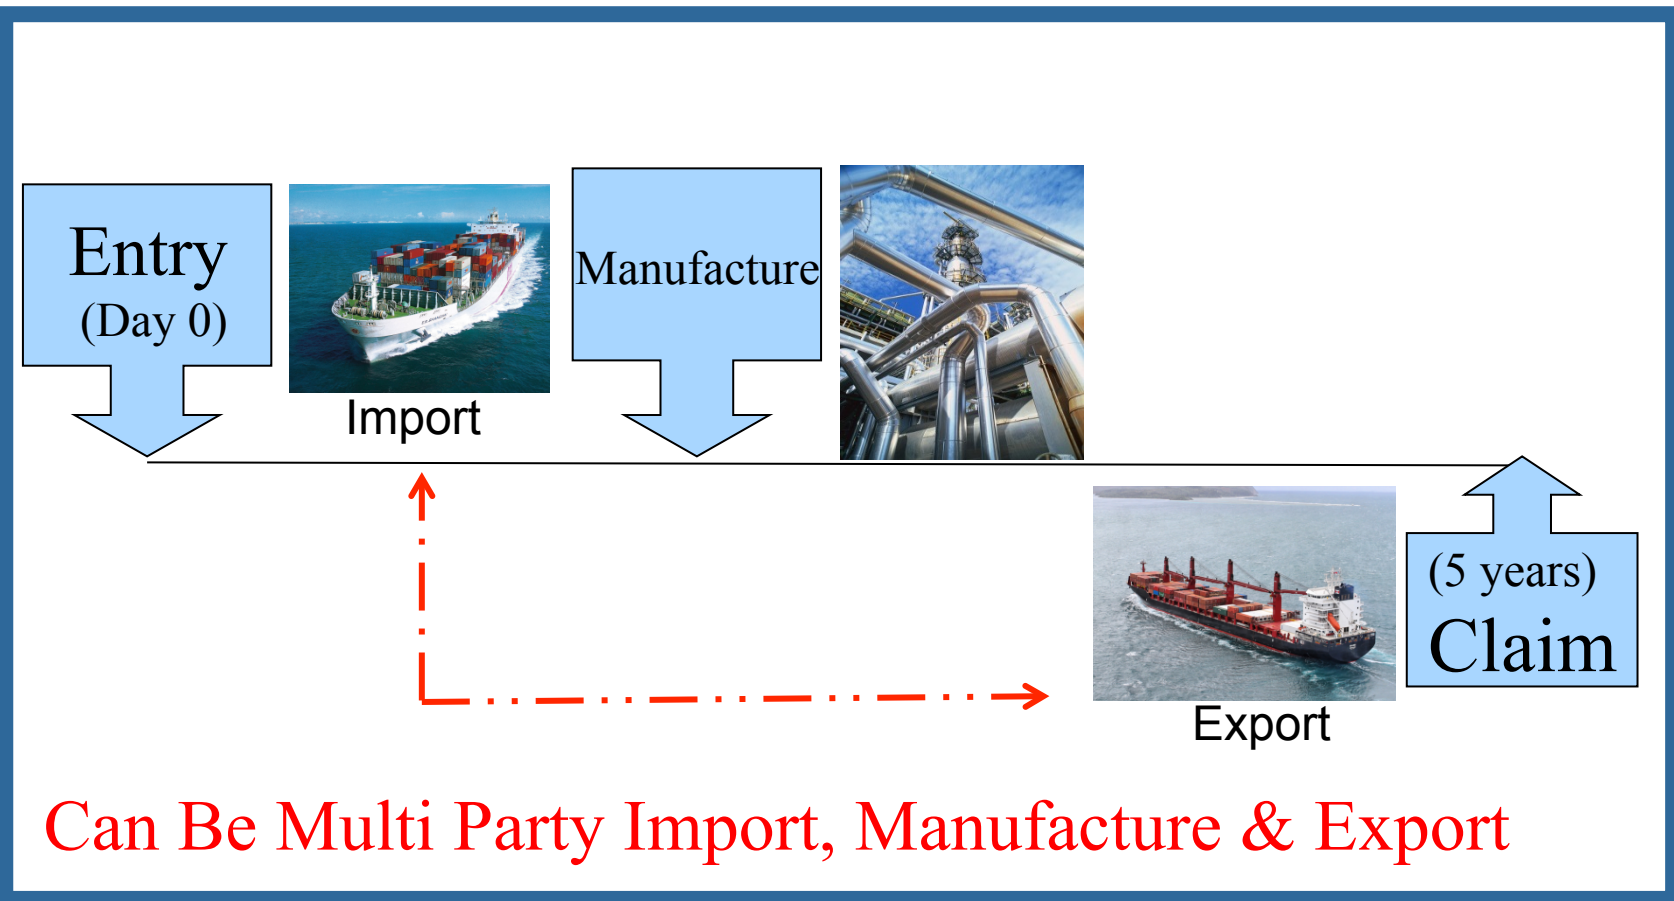 Entry
(Day 0)
Import
Manufacture
(5 years)
Claim
Export
Can Be Multi Party Import, Manufacture & Export